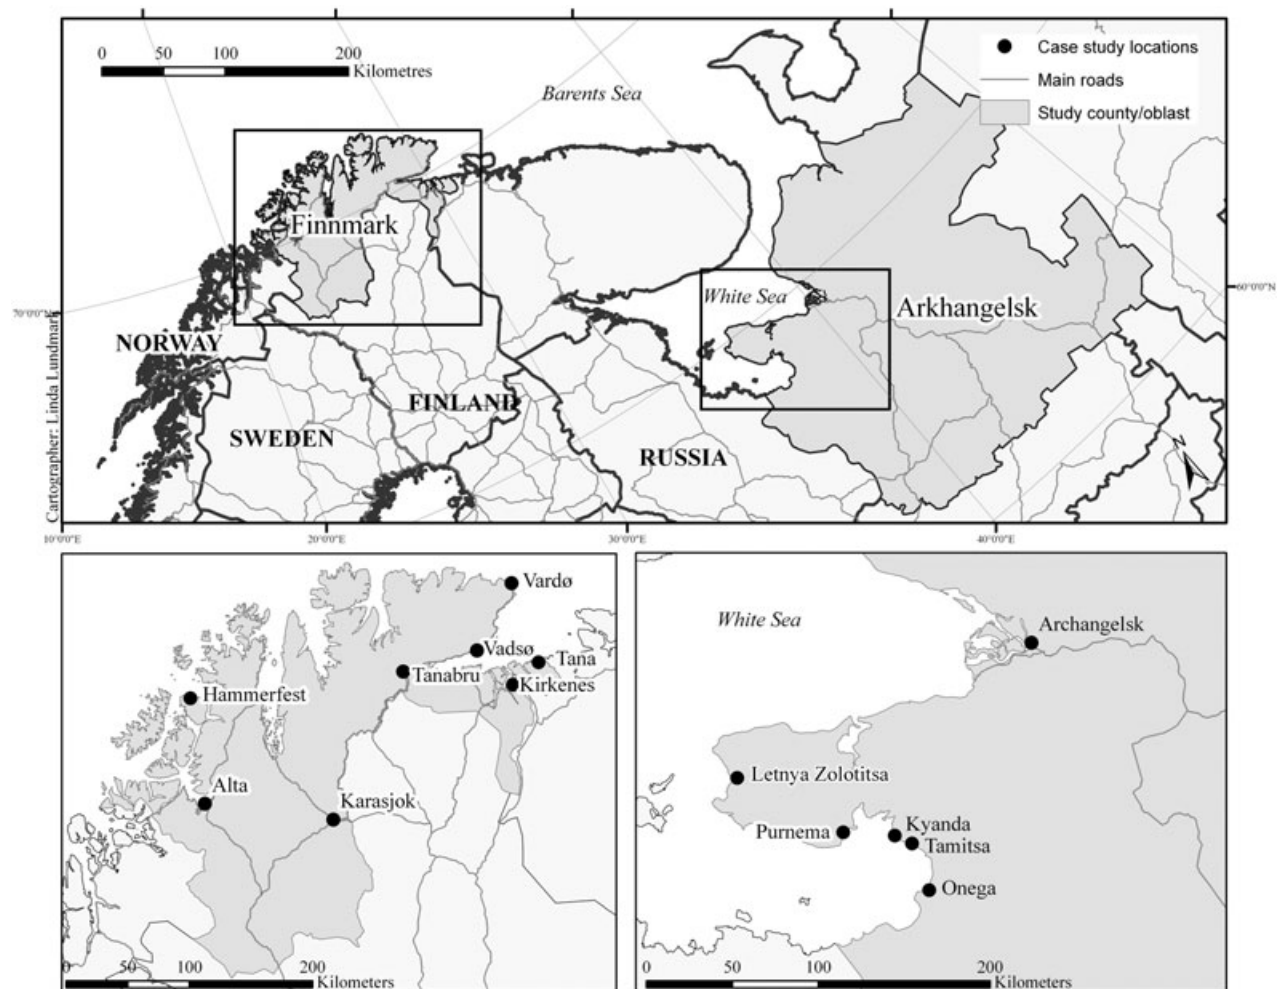 0 50 100 200
Kilometres
Barents Sea
Case study locations
Main roads
Study county/oblast
Finnmark
White Sea
Arkhangelsk
60°0'0"E
70°0'0"N
NORWAY
FINLAND
SWEDEN
RUSSIA
N
Cartographer: Linda Lundmark
10°0'0"E 20°0'0"E 30°0'0"E 40°0'0"E
Vardø
Vadsø
Tana
Tanabru
Kirkenes
Hammerfest
Alta
Karasjok
0 50 100 200
Kilometers
White Sea
Archangelsk
Letnya Zolotitsa
Purnema
Kyanda
Tamitsa
Onega
0 50 100 200
Kilometers